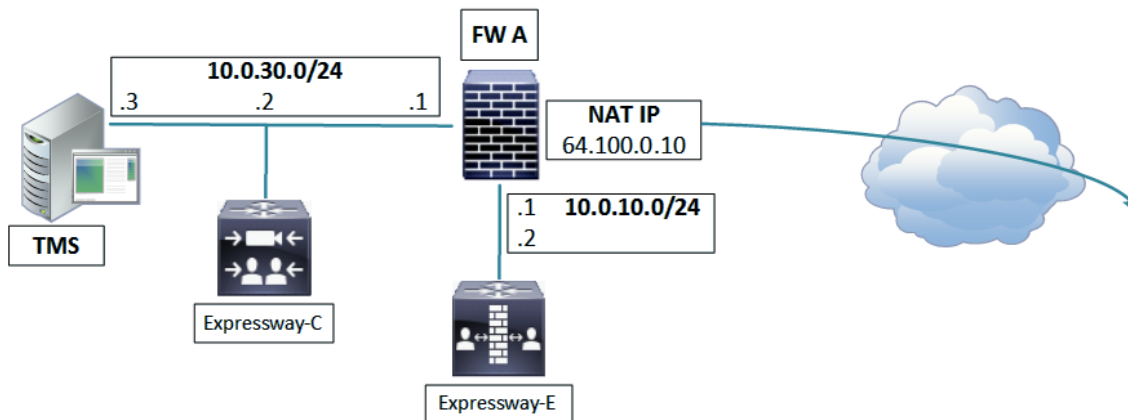 FW A
10.0.30.0/24
.3 .2 .1
NAT IP
64.100.0.10
.1 10.0.10.0/24
.2
TMS
Expressway-C
Expressway-E